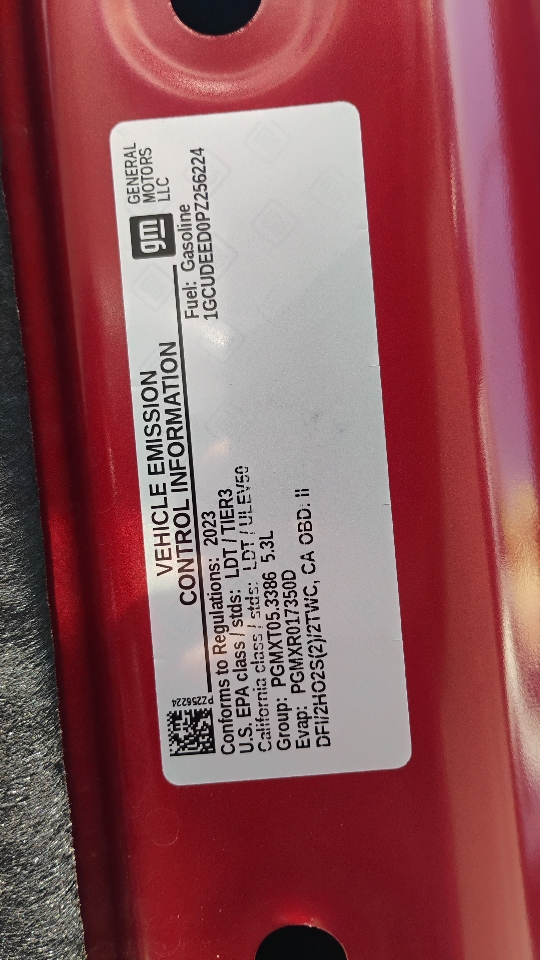 VEHICLE EMISSION
CONTROL INFORMATION
gm
GENERAL
MOTORS
LLC
PZ256224
Conforms to Regulations: 2023
U.S. EPA class / stds: LDT / TIER3
California class / stds: LDT / ULEV50
Group: PGMXT05.3386 5.3L
Evap: PGMXR017350D
DFI/2HO2S(2)/2TWC, CA OBD: II
Fuel: Gasoline
1GCUDEED0PZ256224